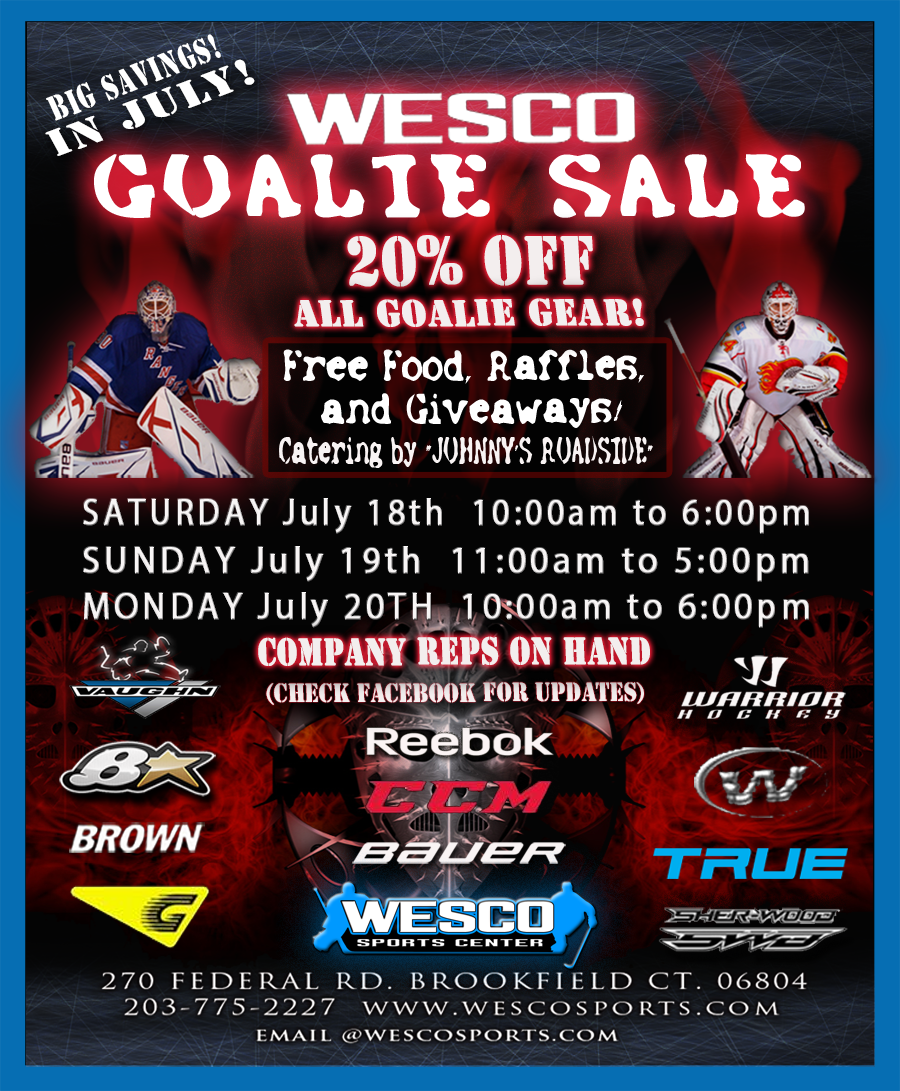 BIG SAVINGS!
IN JULY!
WESCO
GOALIE SALE
20% OFF
ALL GOALIE GEAR!
Free Food, Raffles,
and Giveaways!
Catering by "JOHNNY'S ROADSIDE"
RANGERS
BAUER
SATURDAY July 18th 10:00am to 6:00pm
SUNDAY July 19th 11:00am to 5:00pm
MONDAY July 20TH 10:00am to 6:00pm
COMPANY REPS ON HAND
(CHECK FACEBOOK FOR UPDATES)
VAUGHN
WARRIOR
HOCKEY
Reebok
B
W
CCM
BROWN
BAUER
TRUE
G
WESCO
SPORTS CENTER
SHER-WOOD
SWD
270 FEDERAL RD. BROOKFIELD CT. 06804
203-775-2227 WWW.WESCOSPORTS.COM
EMAIL @WESCOSPORTS.COM